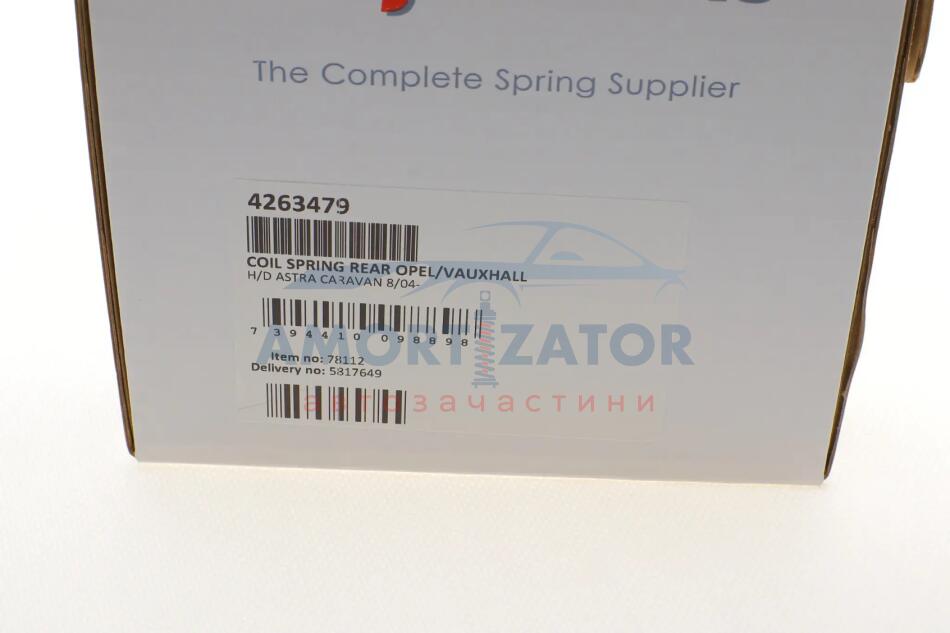 The Complete Spring Supplier
4263479
COIL SPRING REAR OPEL/VAUXHALL
H/D ASTRA CARAVAN 8/04-
7 394410 098898
AMORTIZATOR
Item no: 78112
Delivery no: 5817649
автозачастини